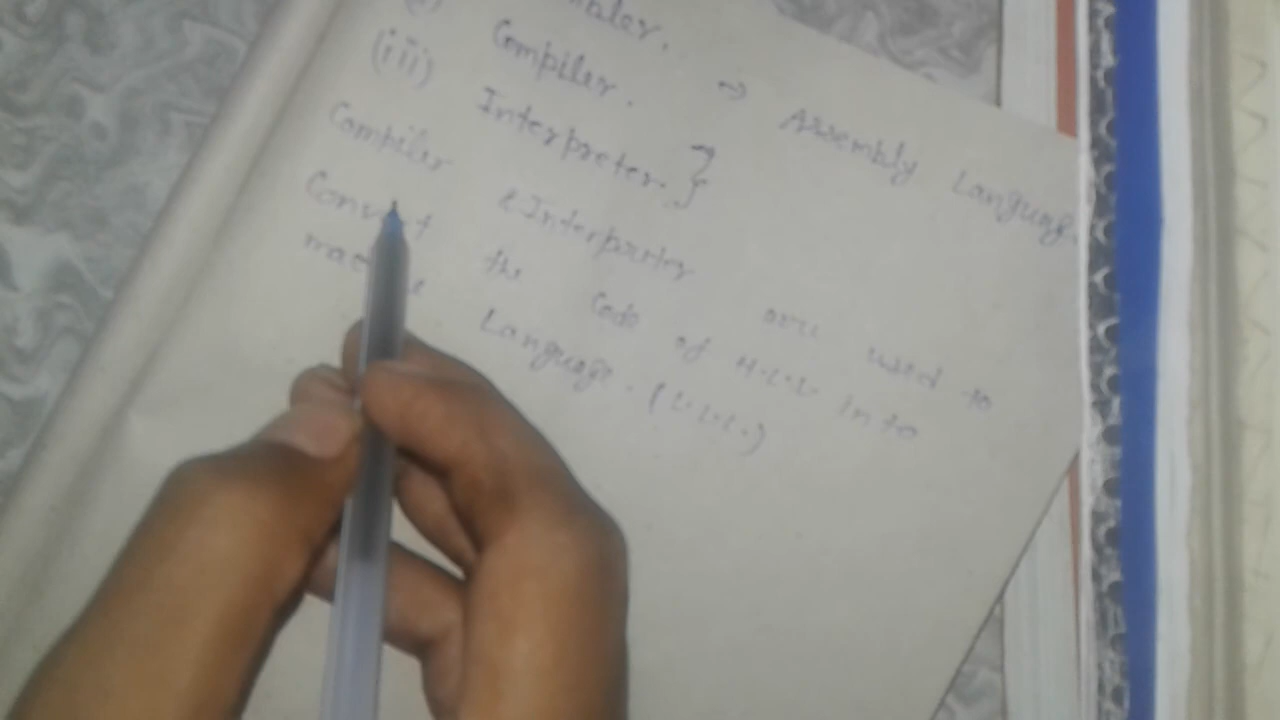 Compiler. → Assembly Language.
(iii) Interpreter. }
Compiler & Interpreter are used to
Convert the Code of H.L.L. into
machine Language. (L.L.L.)